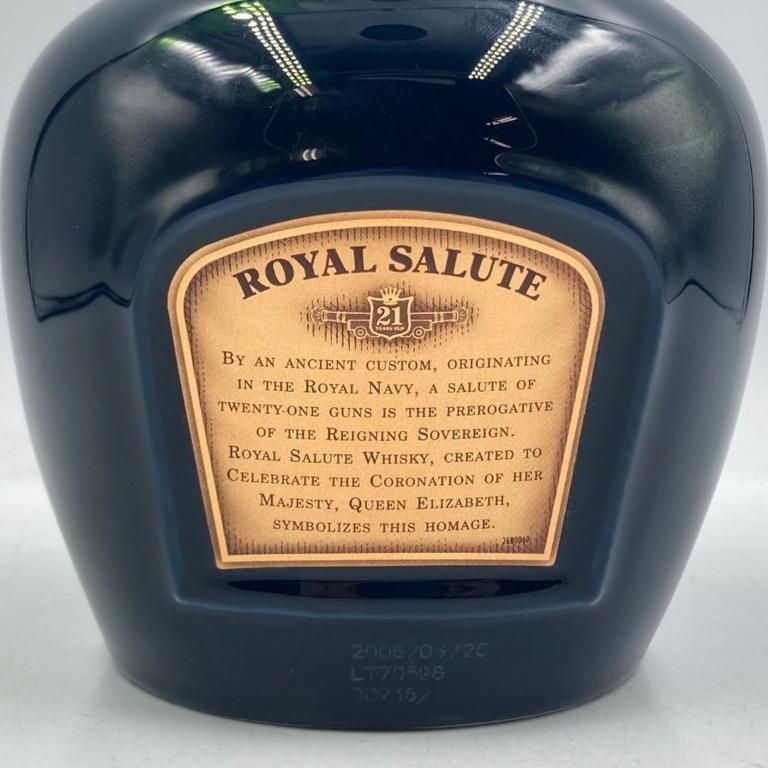 ROYAL SALUTE
21
YEARS OLD
BY AN ANCIENT CUSTOM, ORIGINATING
IN THE ROYAL NAVY, A SALUTE OF
TWENTY-ONE GUNS IS THE PREROGATIVE
OF THE REIGNING SOVEREIGN.
ROYAL SALUTE WHISKY, CREATED TO
CELEBRATE THE CORONATION OF HER
MAJESTY, QUEEN ELIZABETH,
SYMBOLIZES THIS HOMAGE.